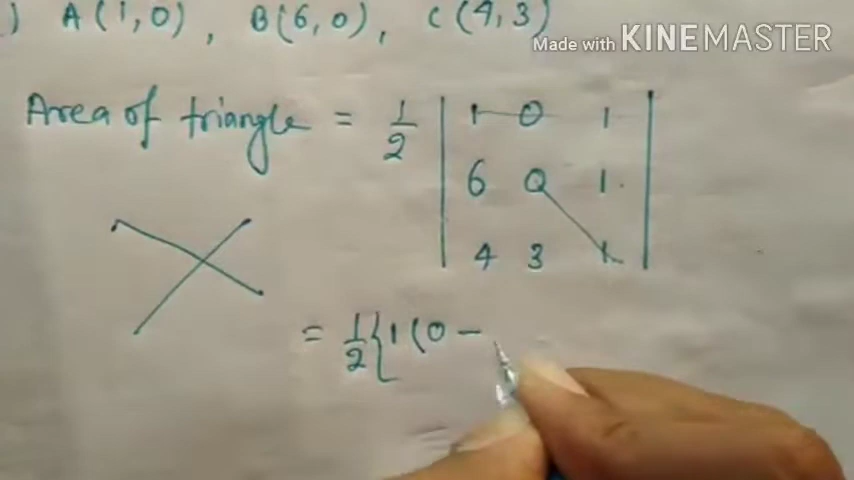 ) A(1,0), B(6,0), C(4,3)
Made with KINEMASTER
Area of triangle = 1/2 | 1 0 1
6 0 1
4 3 1 |
= 1/2 { 1 (0 −